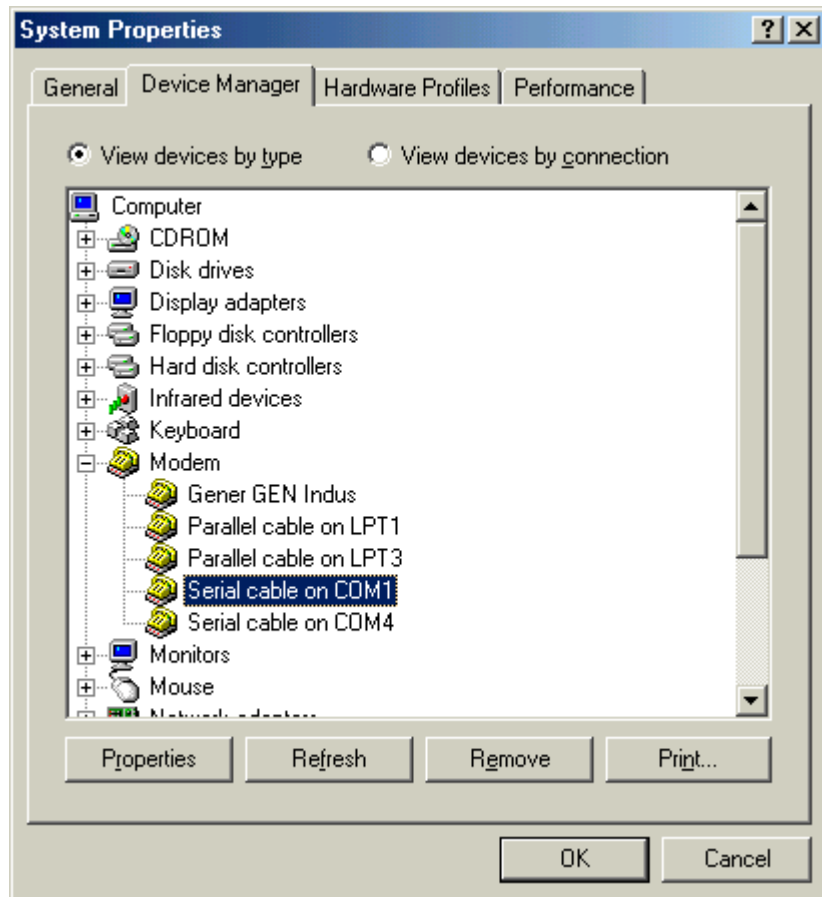 System Properties
General Device Manager Hardware Profiles Performance
View devices by type View devices by connection
Computer
CDROM
Disk drives
Display adapters
Floppy disk controllers
Hard disk controllers
Infrared devices
Keyboard
Modem
Gener GEN Indus
Parallel cable on LPT1
Parallel cable on LPT3
Serial cable on COM1
Serial cable on COM4
Monitors
Mouse
Network adapters
Properties Refresh Remove Print...
OK Cancel